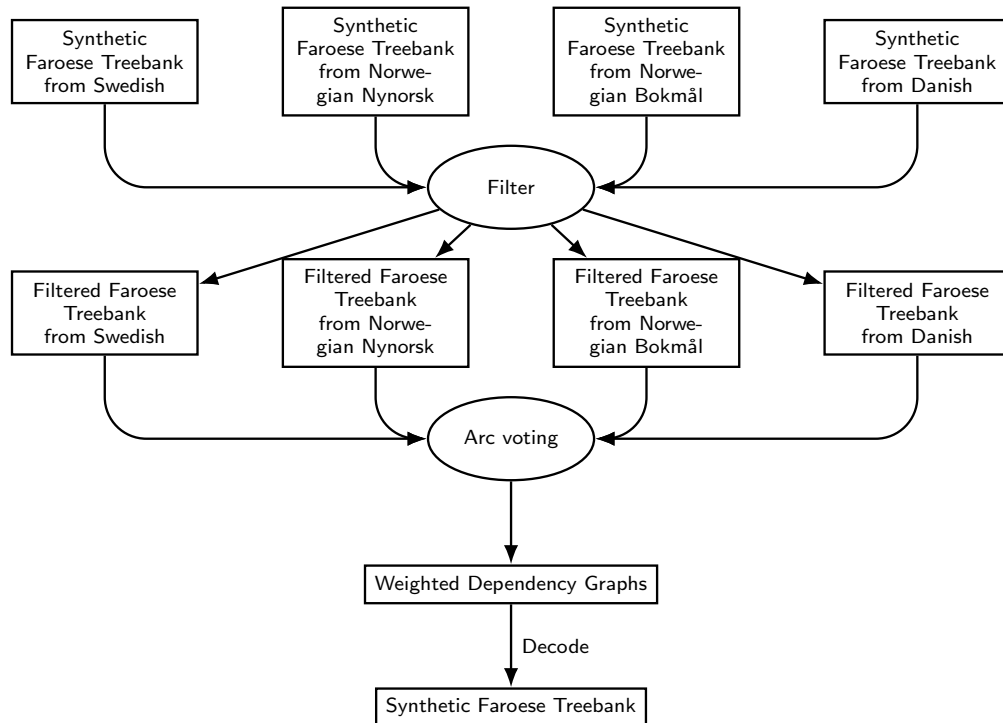 Synthetic
Faroese Treebank
from Swedish
Synthetic
Faroese Treebank
from Norwe-
gian Nynorsk
Synthetic
Faroese Treebank
from Norwe-
gian Bokmål
Synthetic
Faroese Treebank
from Danish
Filter
Filtered Faroese
Treebank
from Swedish
Filtered Faroese
Treebank
from Norwe-
gian Nynorsk
Filtered Faroese
Treebank
from Norwe-
gian Bokmål
Filtered Faroese
Treebank
from Danish
Arc voting
Weighted Dependency Graphs
Decode
Synthetic Faroese Treebank